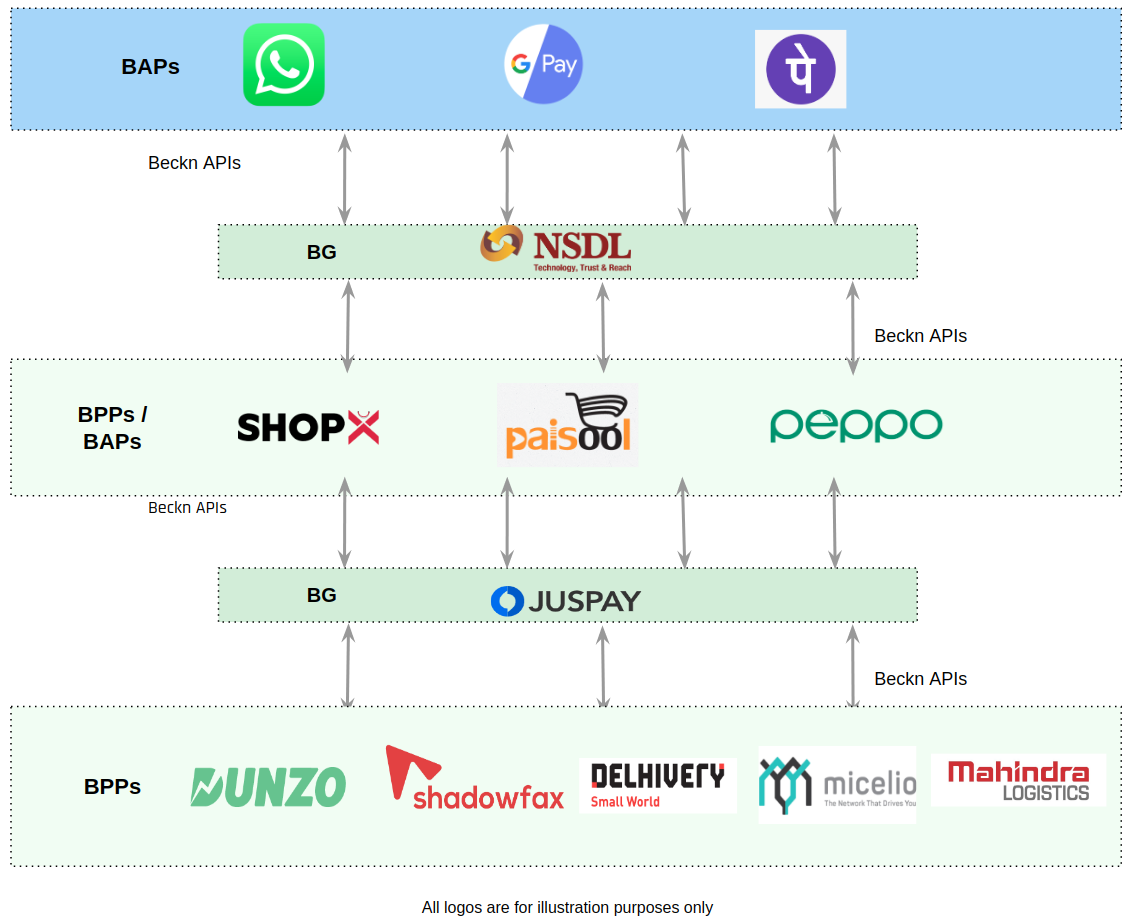 BAPs
G Pay
पे
Beckn APIs
BG
NSDL
Technology, Trust & Reach
Beckn APIs
BPPs /
BAPs
SHOPX
paisool
peppo
Beckn APIs
BG
JUSPAY
Beckn APIs
BPPs
DUNZO
shadowfax
DELHIVERY
Small World
micelio
The Network That Drives You
Mahindra
LOGISTICS
All logos are for illustration purposes only